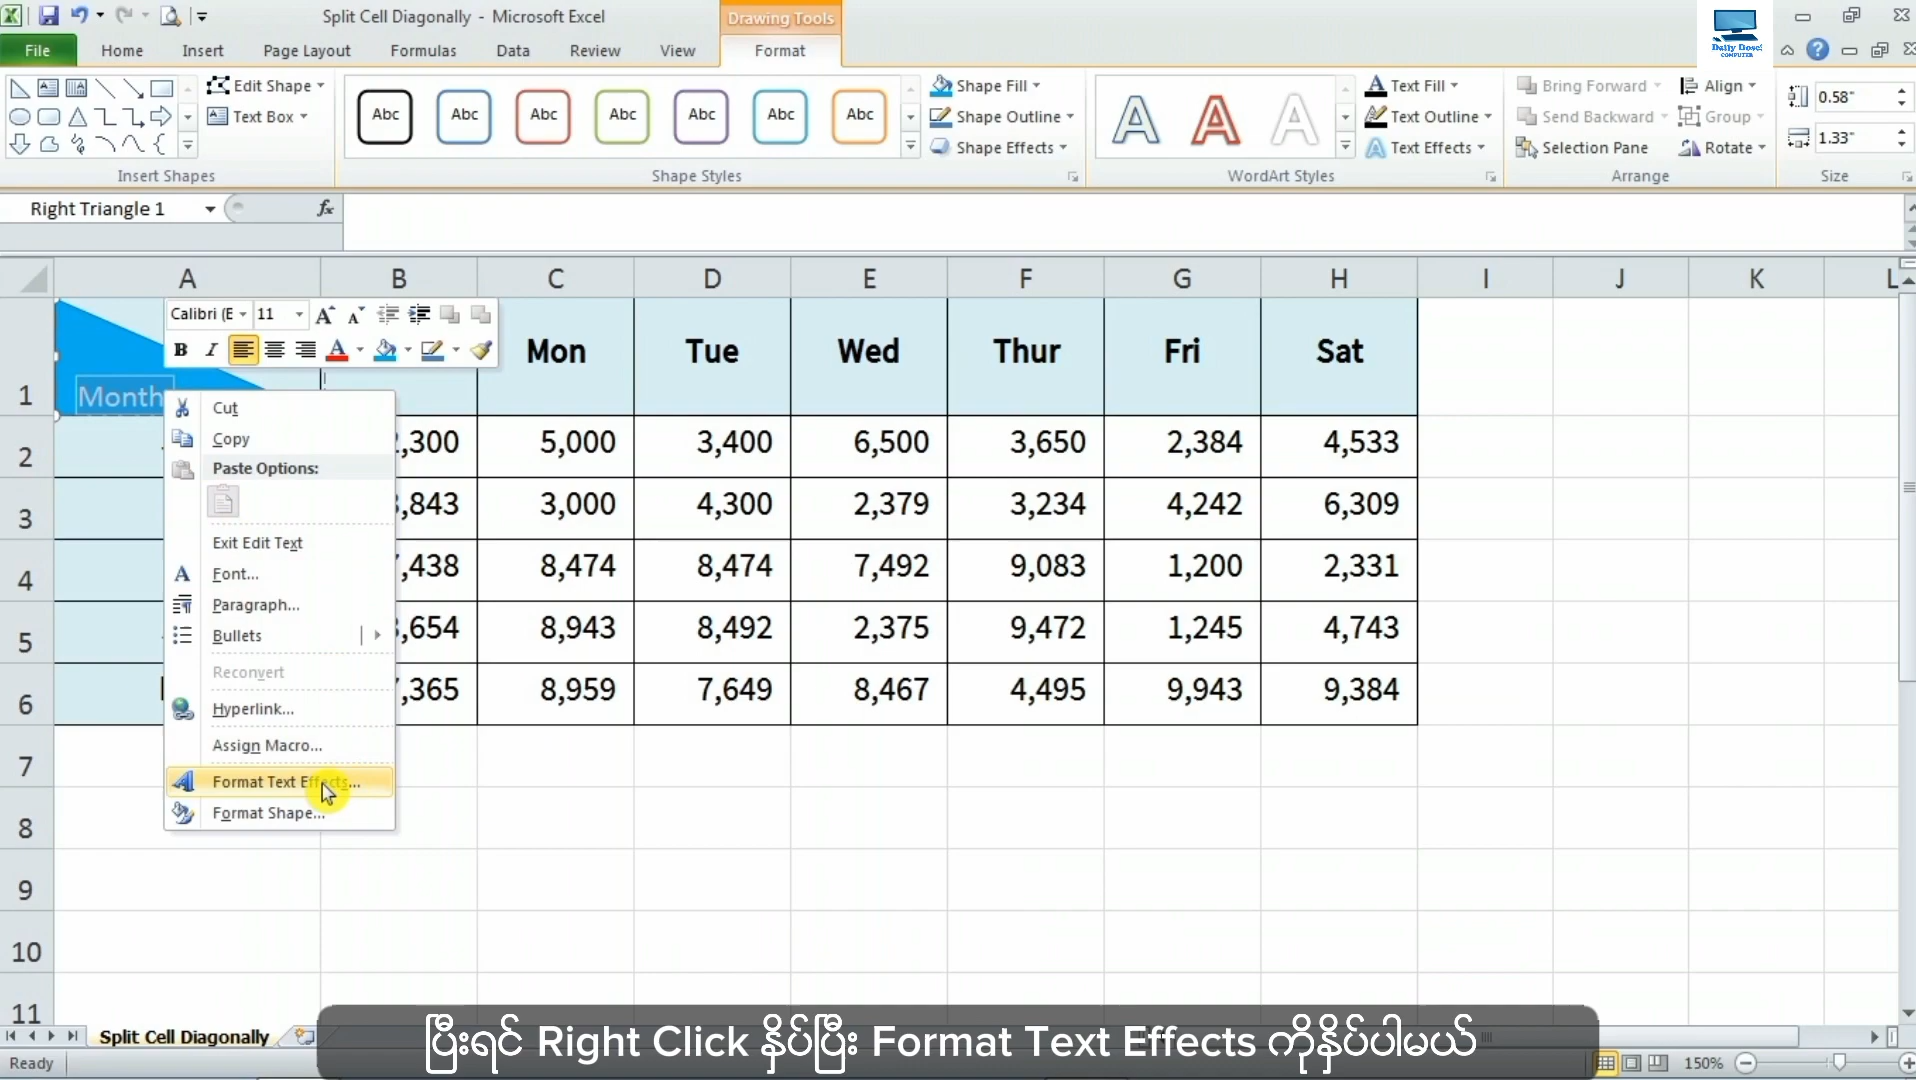 Split Cell Diagonally - Microsoft Excel
Drawing Tools
Daily Dose!
COMPUTER
File Home Insert Page Layout Formulas Data Review View Format
Edit Shape
Text Box
Insert Shapes
Abc Abc Abc Abc Abc Abc Abc
Shape Styles
Shape Fill
Shape Outline
Shape Effects
A A A
WordArt Styles
Text Fill
Text Outline
Text Effects
Bring Forward
Send Backward
Selection Pane
Align
Group
Rotate
Arrange
0.58"
1.33"
Size
Right Triangle 1
fx
A B C D E F G H I J K L
Calibri (E 11
B I
1 Month Mon Tue Wed Thur Fri Sat
2 ,300 5,000 3,400 6,500 3,650 2,384 4,533
3 ,843 3,000 4,300 2,379 3,234 4,242 6,309
4 ,438 8,474 8,474 7,492 9,083 1,200 2,331
5 ,654 8,943 8,492 2,375 9,472 1,245 4,743
6 ,365 8,959 7,649 8,467 4,495 9,943 9,384
7
8
9
10
11
Cut
Copy
Paste Options:
Exit Edit Text
Font...
Paragraph...
Bullets
Reconvert
Hyperlink...
Assign Macro...
Format Text Effects...
Format Shape...
Split Cell Diagonally
ပြီးရင် Right Click နှိပ်ပြီး Format Text Effects ကိုနှိပ်ပါမယ်
Ready
150%